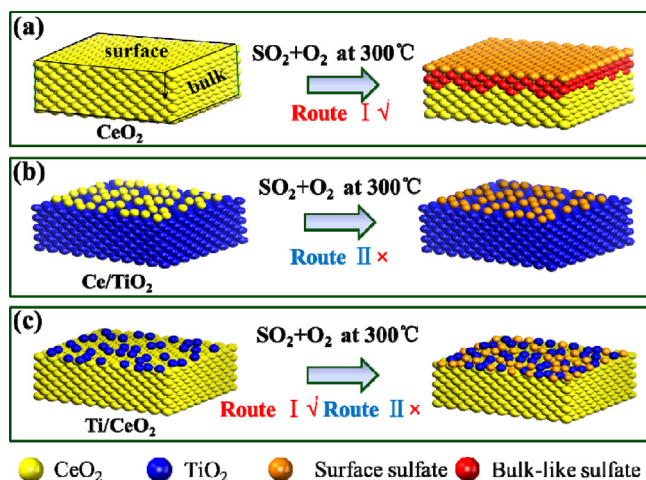 (a)
surface
bulk
CeO₂
SO₂+O₂ at 300℃
Route Ⅰ √
(b)
Ce/TiO₂
SO₂+O₂ at 300℃
Route Ⅱ ×
(c)
Ti/CeO₂
SO₂+O₂ at 300℃
Route Ⅰ √ Route Ⅱ ×
CeO₂ TiO₂ Surface sulfate Bulk-like sulfate